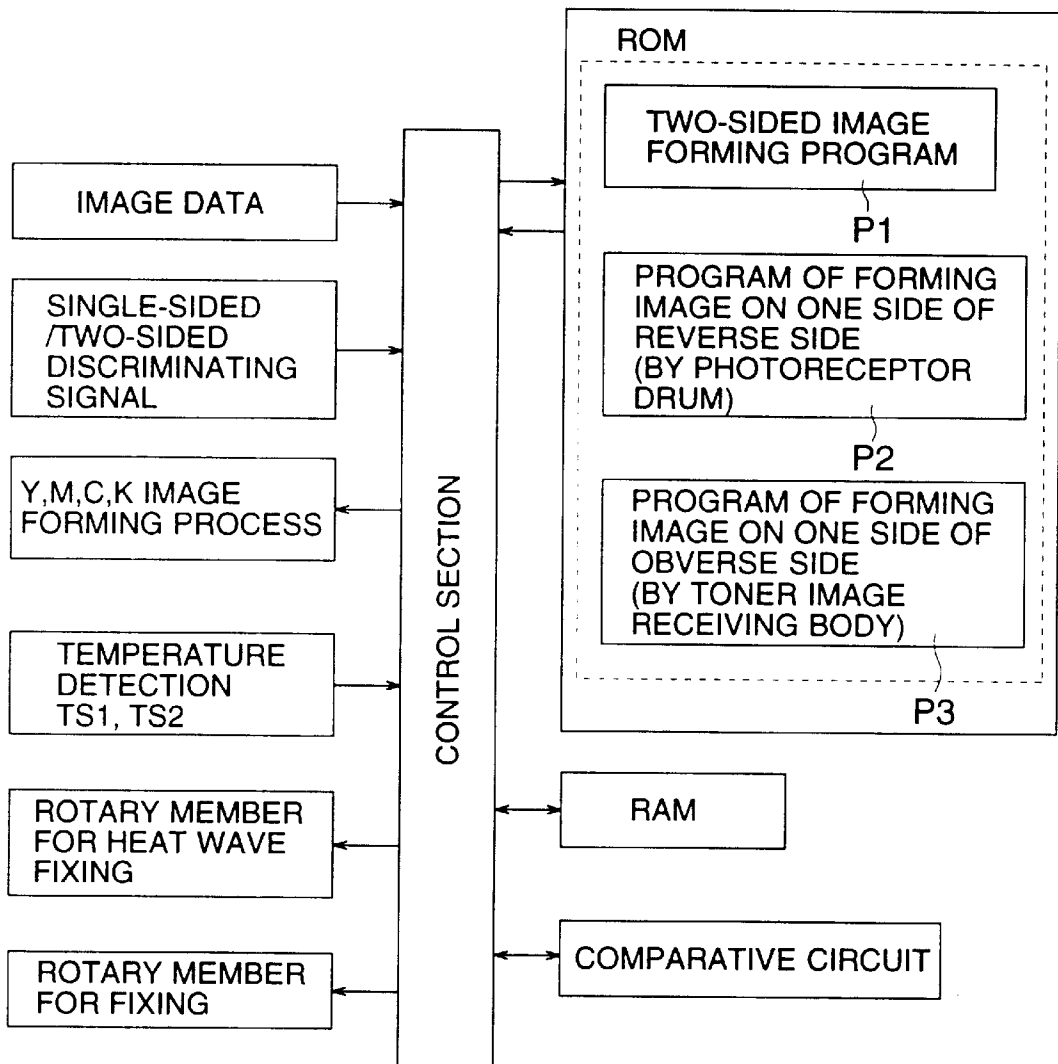 ROM
TWO-SIDED IMAGE
FORMING PROGRAM
P1
PROGRAM OF FORMING
IMAGE ON ONE SIDE OF
REVERSE SIDE
(BY PHOTORECEPTOR
DRUM)
P2
PROGRAM OF FORMING
IMAGE ON ONE SIDE OF
OBVERSE SIDE
(BY TONER IMAGE
RECEIVING BODY)
P3
IMAGE DATA
SINGLE-SIDED
/TWO-SIDED
DISCRIMINATING
SIGNAL
Y,M,C,K IMAGE
FORMING PROCESS
TEMPERATURE
DETECTION
TS1, TS2
ROTARY MEMBER
FOR HEAT WAVE
FIXING
ROTARY MEMBER
FOR FIXING
CONTROL SECTION
RAM
COMPARATIVE CIRCUIT